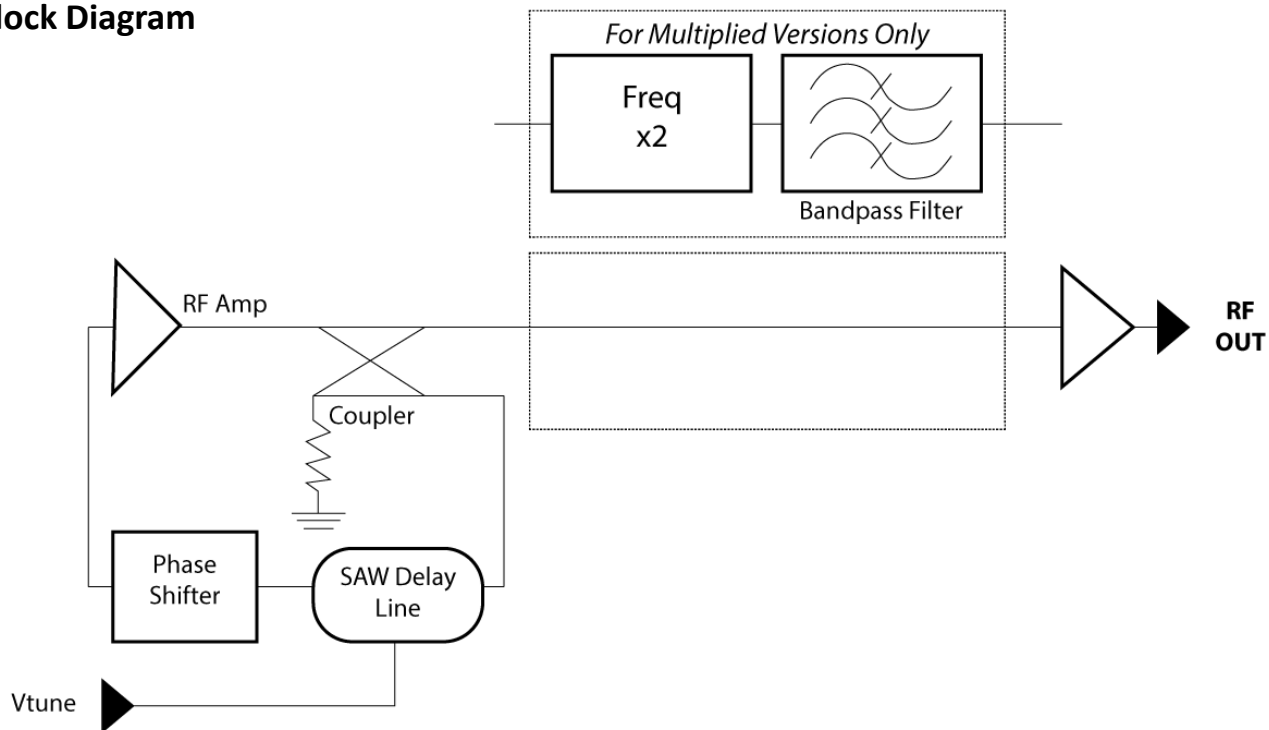 lock Diagram
For Multiplied Versions Only
Freq
x2
Bandpass Filter
RF Amp
RF
OUT
Coupler
Phase
Shifter
SAW Delay
Line
Vtune